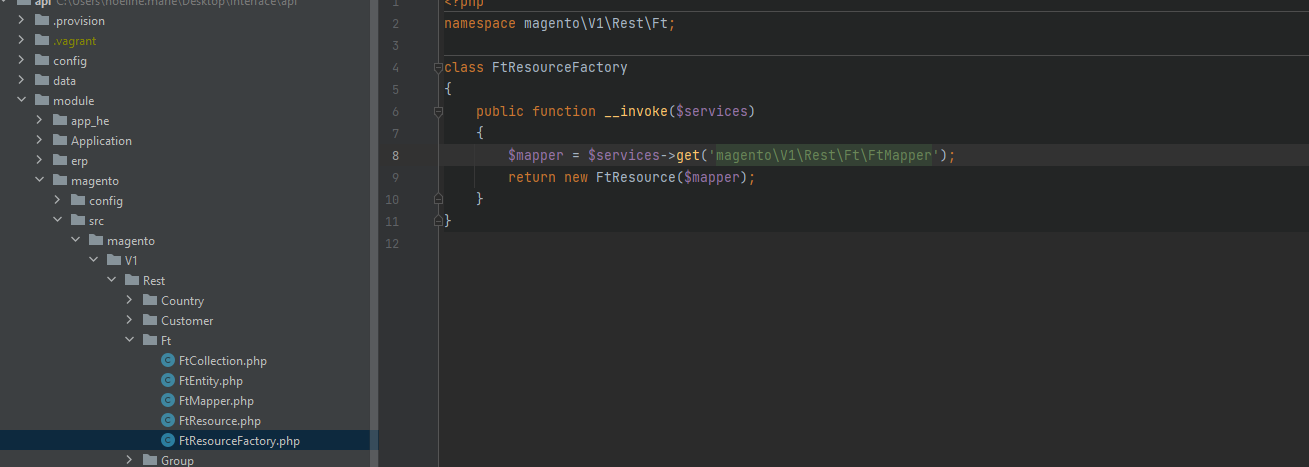 api C:\Users\noeline.marie\Desktop\interface\api
.provision
.vagrant
config
data
module
app_he
Application
erp
magento
config
src
magento
V1
Rest
Country
Customer
Ft
FtCollection.php
FtEntity.php
FtMapper.php
FtResource.php
FtResourceFactory.php
Group
1 <?php
2 namespace magento\V1\Rest\Ft;
3
4 class FtResourceFactory
5 {
6 public function __invoke($services)
7 {
8 $mapper = $services->get('magento\V1\Rest\Ft\FtMapper');
9 return new FtResource($mapper);
10 }
11 }
12